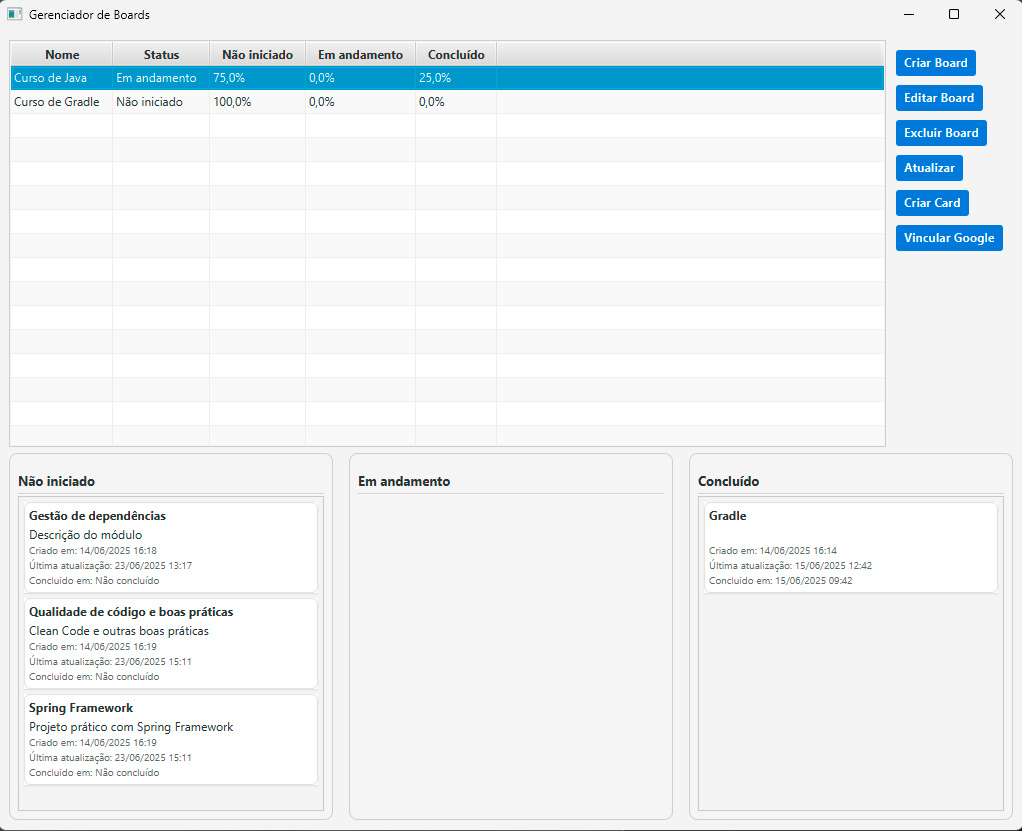 Gerenciador de Boards
Nome Status Não iniciado Em andamento Concluído
Curso de Java Em andamento 75,0% 0,0% 25,0%
Curso de Gradle Não iniciado 100,0% 0,0% 0,0%
Criar Board
Editar Board
Excluir Board
Atualizar
Criar Card
Vincular Google
Não iniciado
Gestão de dependências
Descrição do módulo
Criado em: 14/06/2025 16:18
Última atualização: 23/06/2025 13:17
Concluido em: Não concluído
Qualidade de código e boas práticas
Clean Code e outras boas práticas
Criado em: 14/06/2025 16:19
Última atualização: 23/06/2025 15:11
Concluido em: Não concluído
Spring Framework
Projeto prático com Spring Framework
Criado em: 14/06/2025 16:19
Última atualização: 23/06/2025 15:11
Concluido em: Não concluído
Em andamento
Concluído
Gradle
Criado em: 14/06/2025 16:14
Última atualização: 15/06/2025 12:42
Concluido em: 15/06/2025 09:42